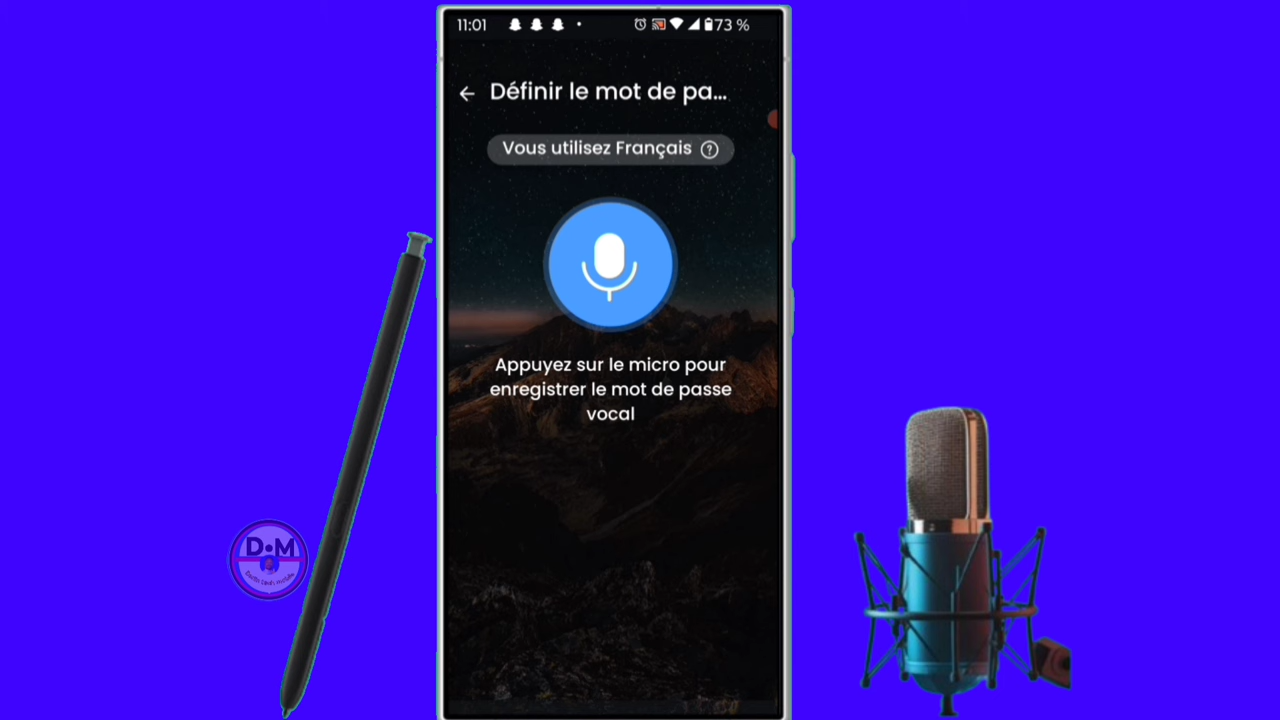 11:01
73 %
Définir le mot de pa...
Vous utilisez Français ?
Appuyez sur le micro pour
enregistrer le mot de passe
vocal
D•M